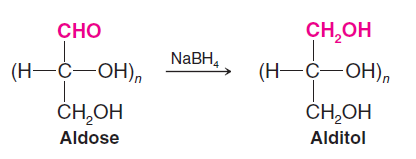 CHO
(H—C—OH)ₙ
CH₂OH
Aldose
NaBH₄
CH₂OH
(H—C—OH)ₙ
CH₂OH
Alditol